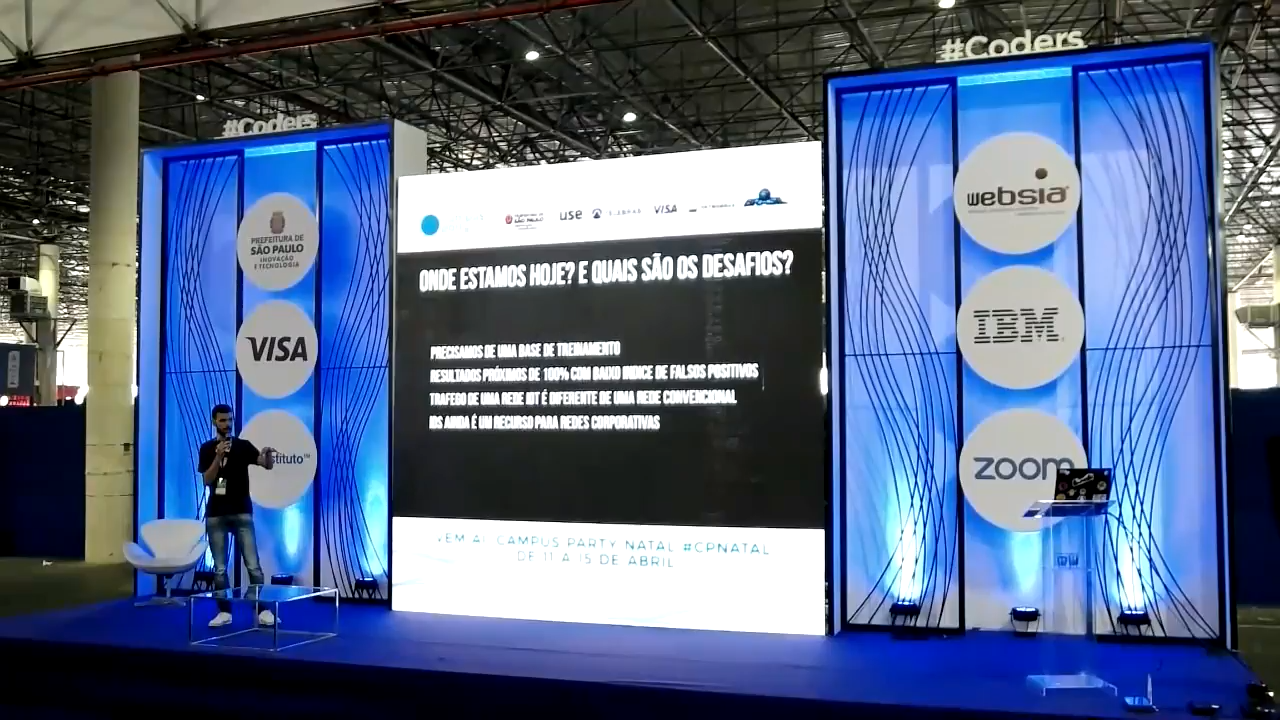 #Coders
#Coders
PREFEITURA DE
SÃO PAULO
INOVAÇÃO
E TECNOLOGIA
VISA
stituto
use
VISA
ONDE ESTAMOS HOJE? E QUAIS SÃO OS DESAFIOS?
PRECISAMOS DE UMA BASE DE TREINAMENTO
RESULTADOS PRÓXIMOS DE 100% COM BAIXO INDICE DE FALSOS POSITIVOS
TRAFEGO DE UMA REDE IOT É DIFERENTE DE UMA REDE CONVENCIONAL
IDS AINDA É UM RECURSO PARA REDES CORPORATIVAS
VEM AÍ CAMPUS PARTY NATAL #CPNATAL
DE 11 A 15 DE ABRIL
websia
IBM
zoom